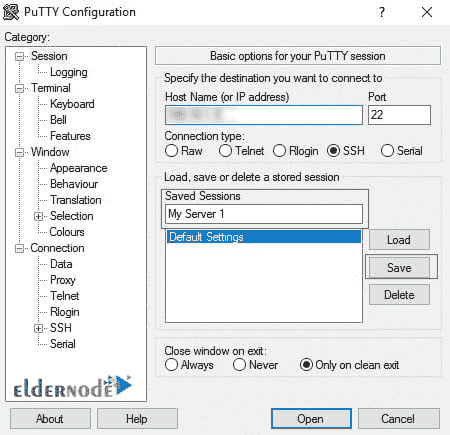 PuTTY Configuration
?
Category:
Session
Logging
Terminal
Keyboard
Bell
Features
Window
Appearance
Behaviour
Translation
Selection
Colours
Connection
Data
Proxy
Telnet
Rlogin
SSH
Serial
ELDERNODE
Basic options for your PuTTY session
Specify the destination you want to connect to
Host Name (or IP address) Port
22
Connection type:
Raw Telnet Rlogin SSH Serial
Load, save or delete a stored session
Saved Sessions
My Server 1
Default Settings
Load
Save
Delete
Close window on exit:
Always Never Only on clean exit
About Help Open Cancel